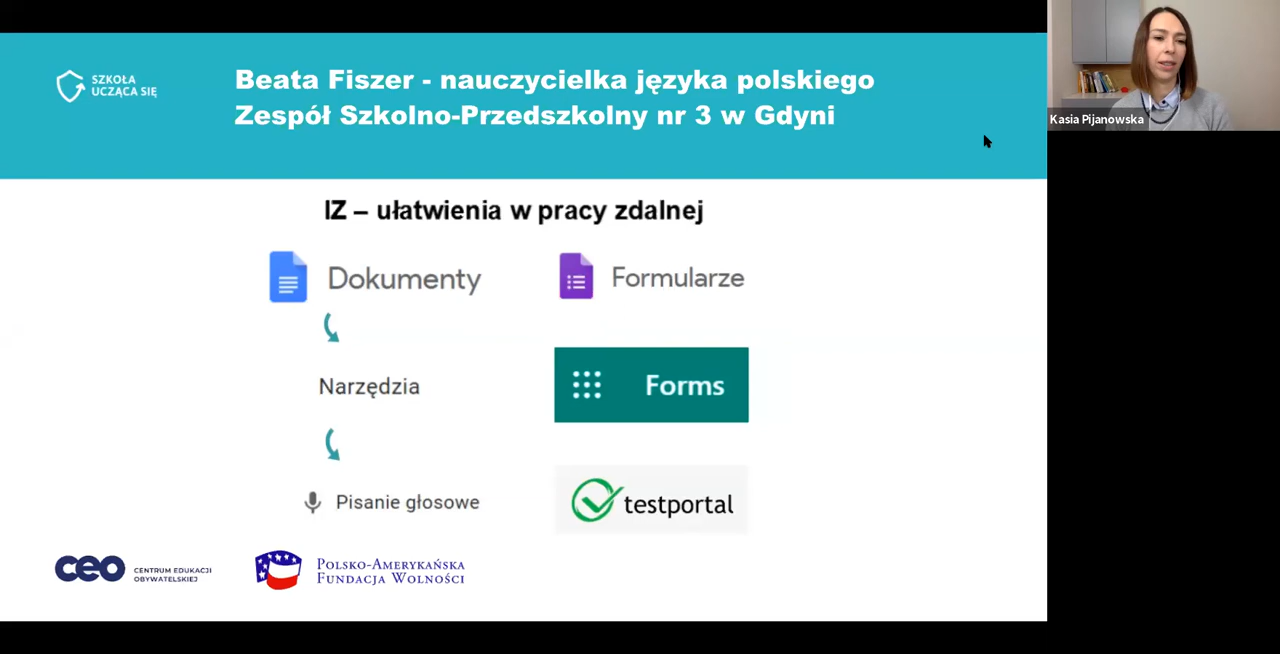 SZKOŁA
UCZĄCA SIĘ
Beata Fiszer - nauczycielka języka polskiego
Zespół Szkolno-Przedszkolny nr 3 w Gdyni
Kasia Pijanowska
IZ – ułatwienia w pracy zdalnej
Dokumenty
Formularze
Narzędzia
Forms
Pisanie głosowe
testportal
CEO
CENTRUM EDUKACJI
OBYWATELSKIEJ
POLSKO-AMERYKAŃSKA
FUNDACJA WOLNOŚCI